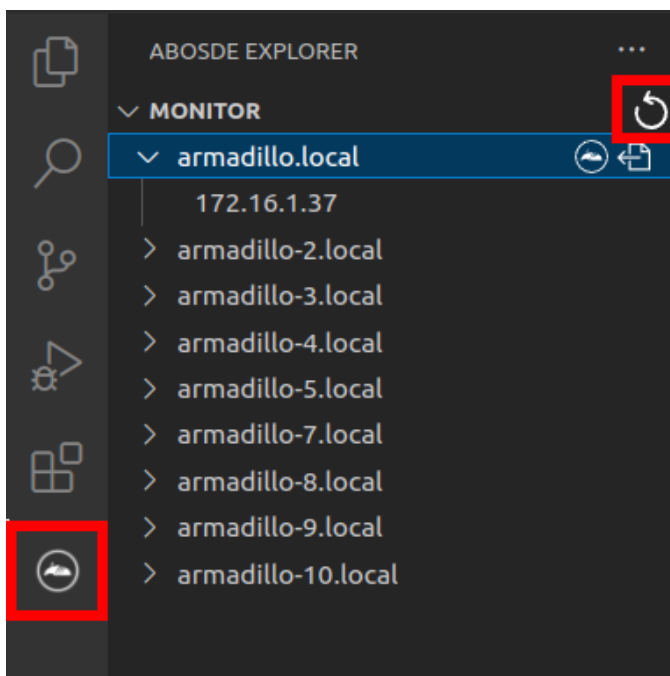 ABOSDE EXPLORER
MONITOR
armadillo.local
172.16.1.37
armadillo-2.local
armadillo-3.local
armadillo-4.local
armadillo-5.local
armadillo-7.local
armadillo-8.local
armadillo-9.local
armadillo-10.local